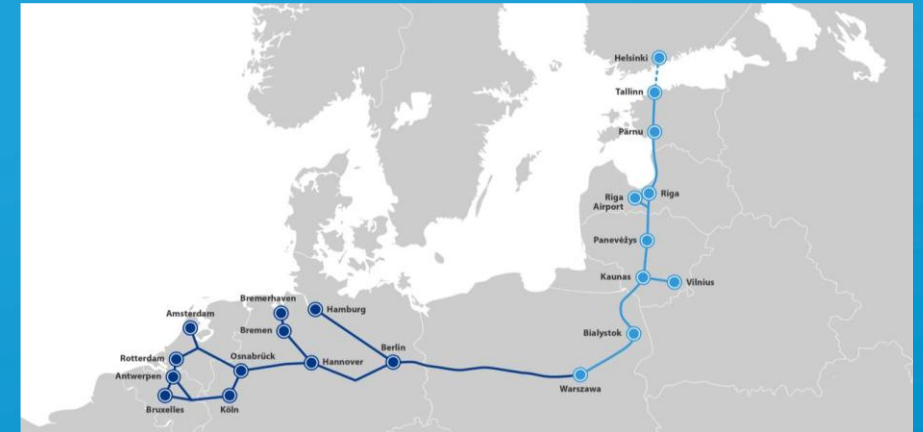 Helsinki
Tallinn
Pärnu
Riga
Riga
Airport
Panevėžys
Kaunas
Vilnius
Bialystok
Warszawa
Bremerhaven
Hamburg
Amsterdam
Bremen
Berlin
Rotterdam
Osnabrück
Hannover
Antwerpen
Bruxelles
Köln